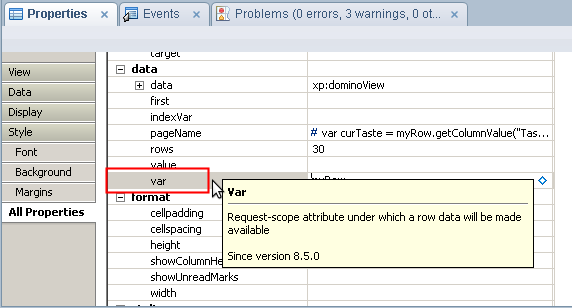 Properties Events Problems (0 errors, 3 warnings, 0 ot...
target
View
Data
Display
Style
Font
Background
Margins
All Properties
data
data xp:dominoView
first
indexVar
pageName # var curTaste = myRow.getColumnValue("Tas...
rows 30
value
var myRow
format
cellpadding
cellspacing
height
showColumnHe
showUnreadMarks
width
Var
Request-scope attribute under which a row data will be made
available
Since version 8.5.0